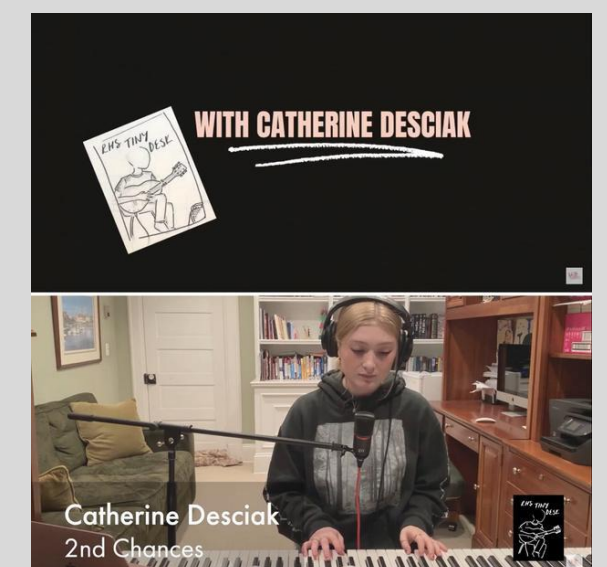 WITH CATHERINE DESCIAK
RHS TINY DESK
Catherine Desciak
2nd Chances
RHS TINY DESK